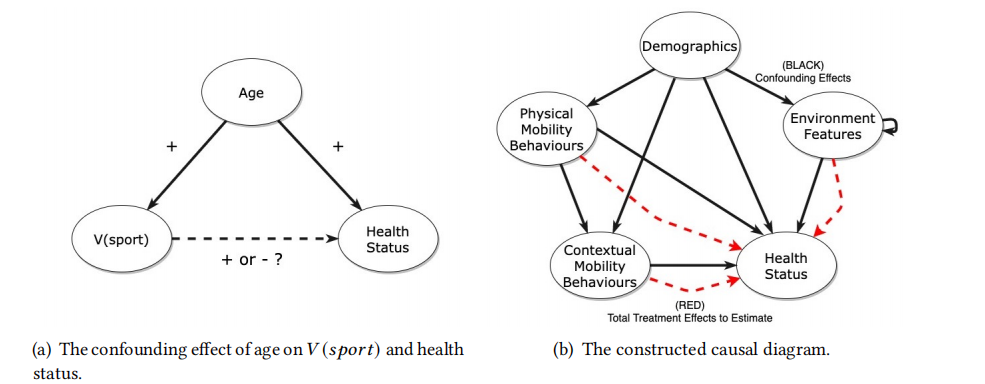 Age
+
+
V(sport)
Health
Status
+ or - ?
(a) The confounding effect of age on V(sport) and health
status.
Demographics
(BLACK)
Confounding Effects
Physical
Mobility
Behaviours
Environment
Features
Contextual
Mobility
Behaviours
Health
Status
(RED)
Total Treatment Effects to Estimate
(b) The constructed causal diagram.